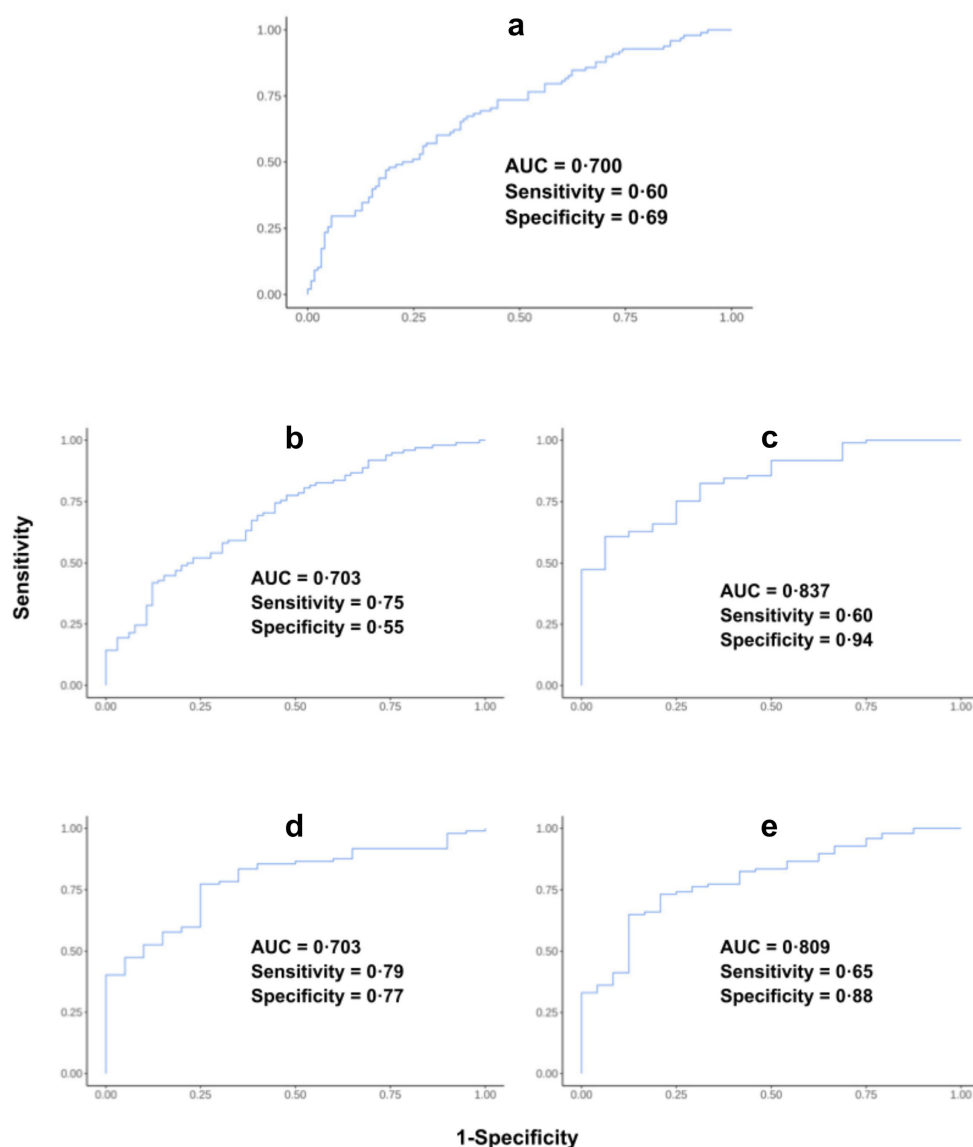 a
1.00
0.75
0.50
0.25
0.00
AUC = 0·700
Sensitivity = 0·60
Specificity = 0·69
0.00 0.25 0.50 0.75 1.00
Sensitivity
b
1.00
0.75
0.50
0.25
0.00
AUC = 0·703
Sensitivity = 0·75
Specificity = 0·55
0.00 0.25 0.50 0.75 1.00
c
1.00
0.75
0.50
0.25
0.00
AUC = 0·837
Sensitivity = 0·60
Specificity = 0·94
0.00 0.25 0.50 0.75 1.00
d
1.00
0.75
0.50
0.25
0.00
AUC = 0·703
Sensitivity = 0·79
Specificity = 0·77
0.00 0.25 0.50 0.75 1.00
e
1.00
0.75
0.50
0.25
0.00
AUC = 0·809
Sensitivity = 0·65
Specificity = 0·88
0.00 0.25 0.50 0.75 1.00
1-Specificity